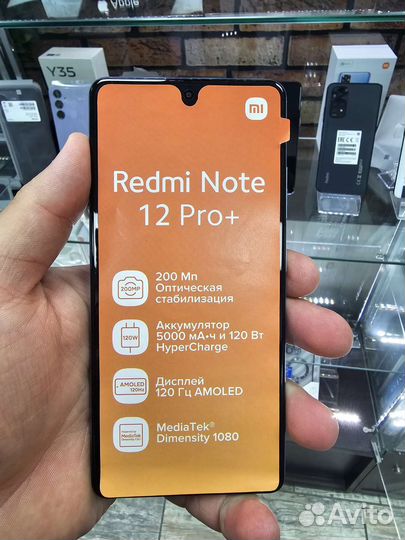 Apple
Y35
mi
Redmi Note
12 Pro+
200MP
200 Мп
Оптическая
стабилизация
120W
Аккумулятор
5000 мА•ч и 120 Вт
HyperCharge
AMOLED
120Hz
Дисплей
120 Гц AMOLED
MediaTek
MediaTek®
Dimensity 1080
Avito